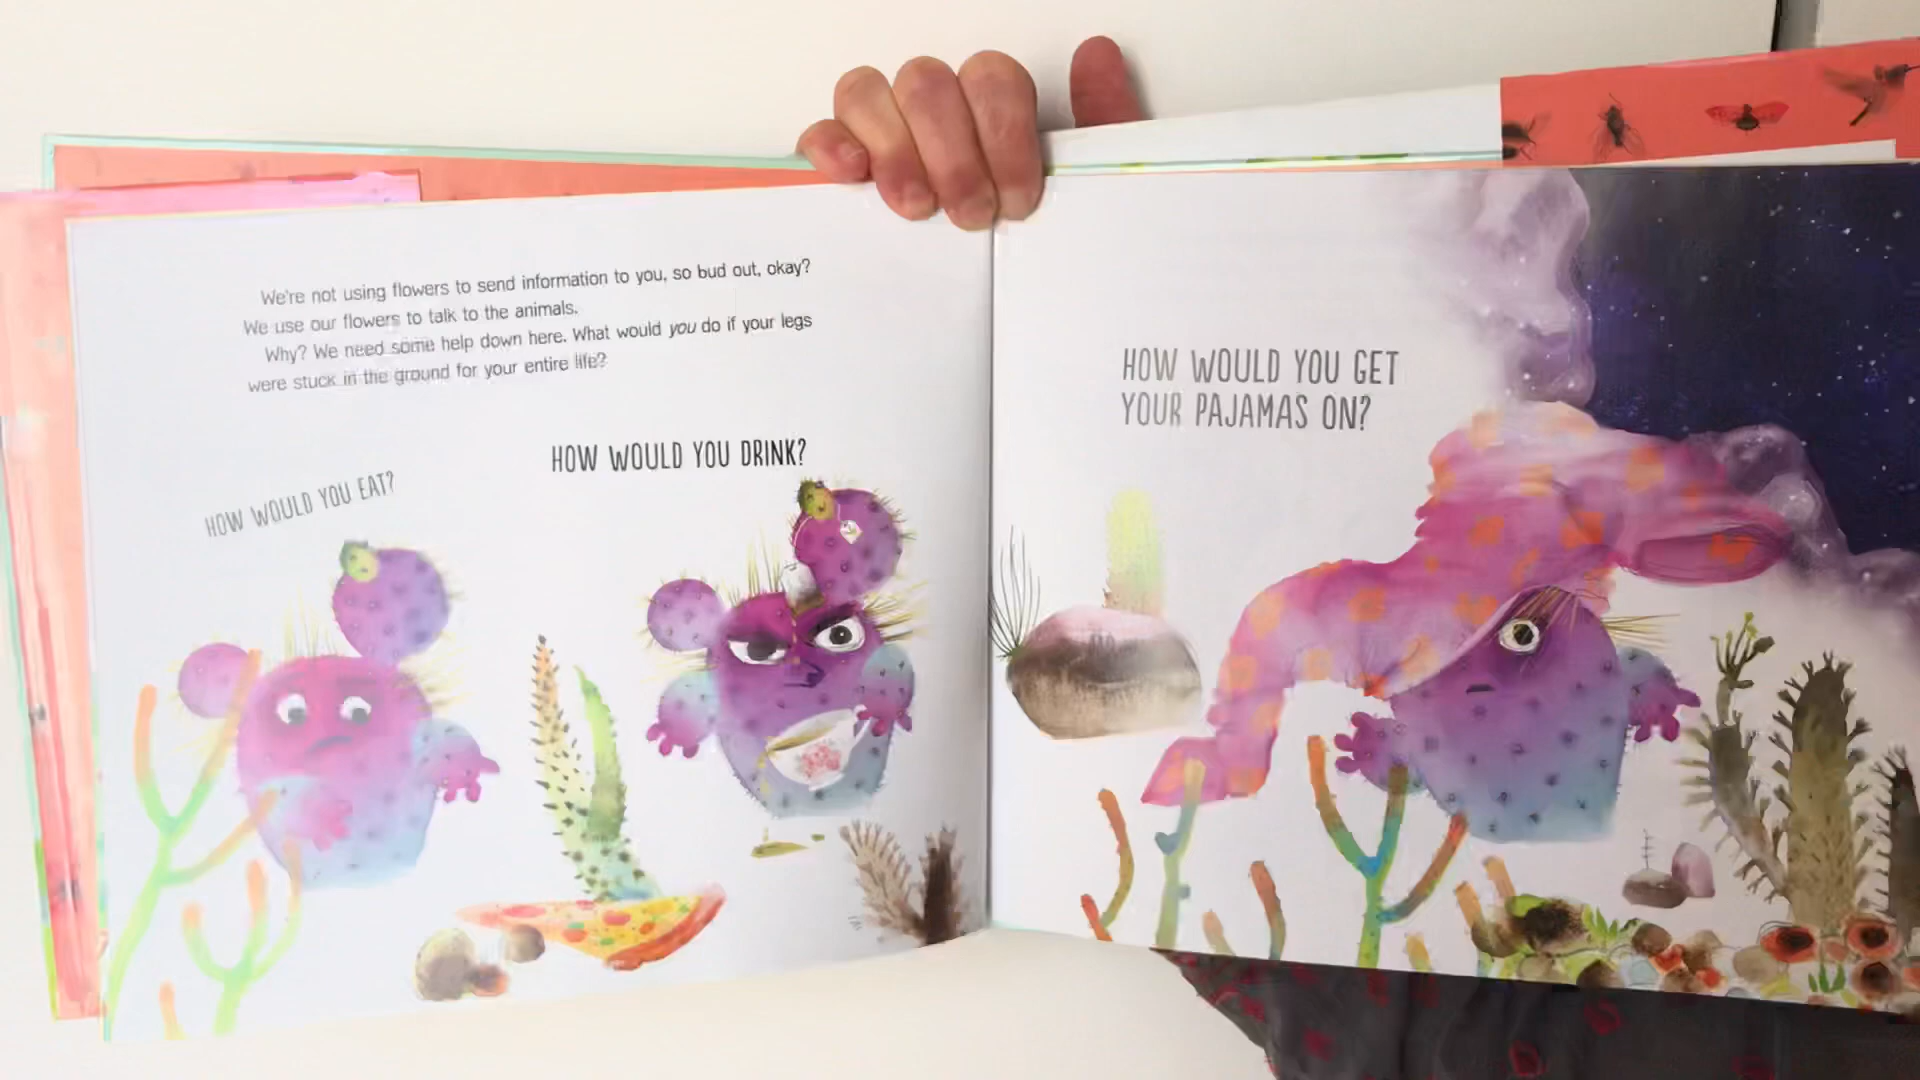 We're not using flowers to send information to you, so bud out, okay?
We use our flowers to talk to the animals.
Why? We need some help down here. What would you do if your legs
were stuck in the ground for your entire life?
HOW WOULD YOU EAT?
HOW WOULD YOU DRINK?
HOW WOULD YOU GET
YOUR PAJAMAS ON?